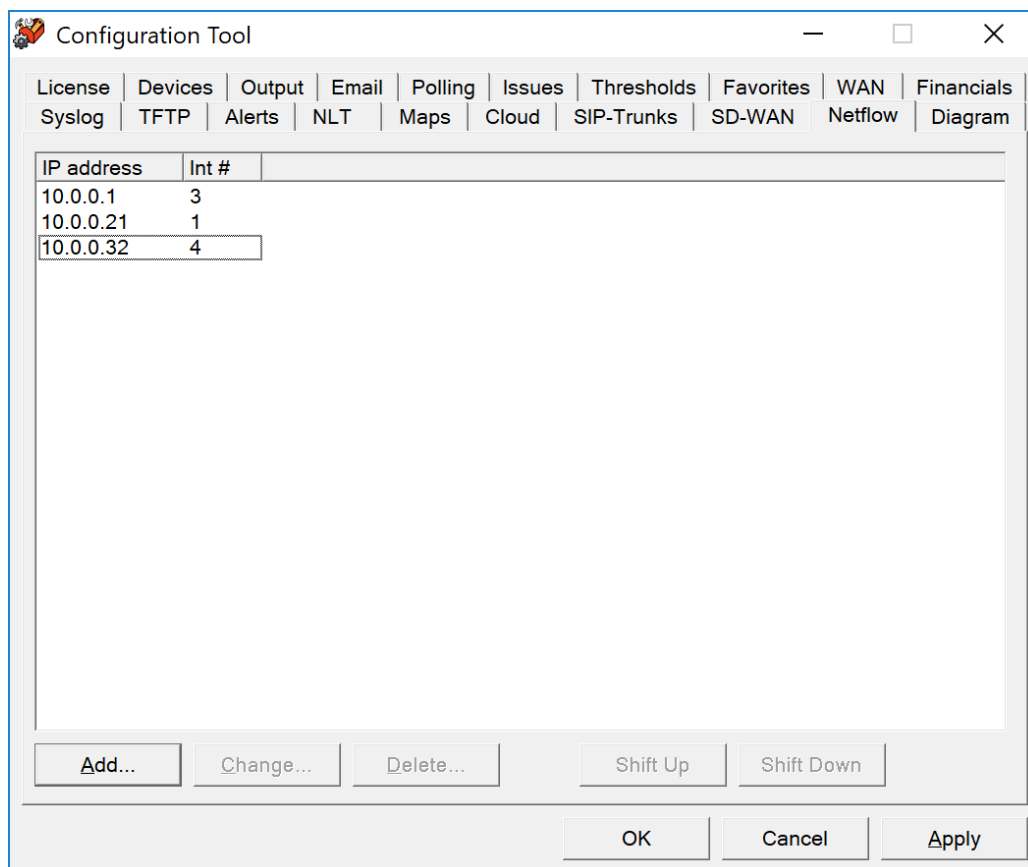 Configuration Tool
License Devices Output Email Polling Issues Thresholds Favorites WAN Financials
Syslog TFTP Alerts NLT Maps Cloud SIP-Trunks SD-WAN Netflow Diagram
IP address Int #
10.0.0.1 3
10.0.0.21 1
10.0.0.32 4
Add... Change... Delete... Shift Up Shift Down
OK Cancel Apply